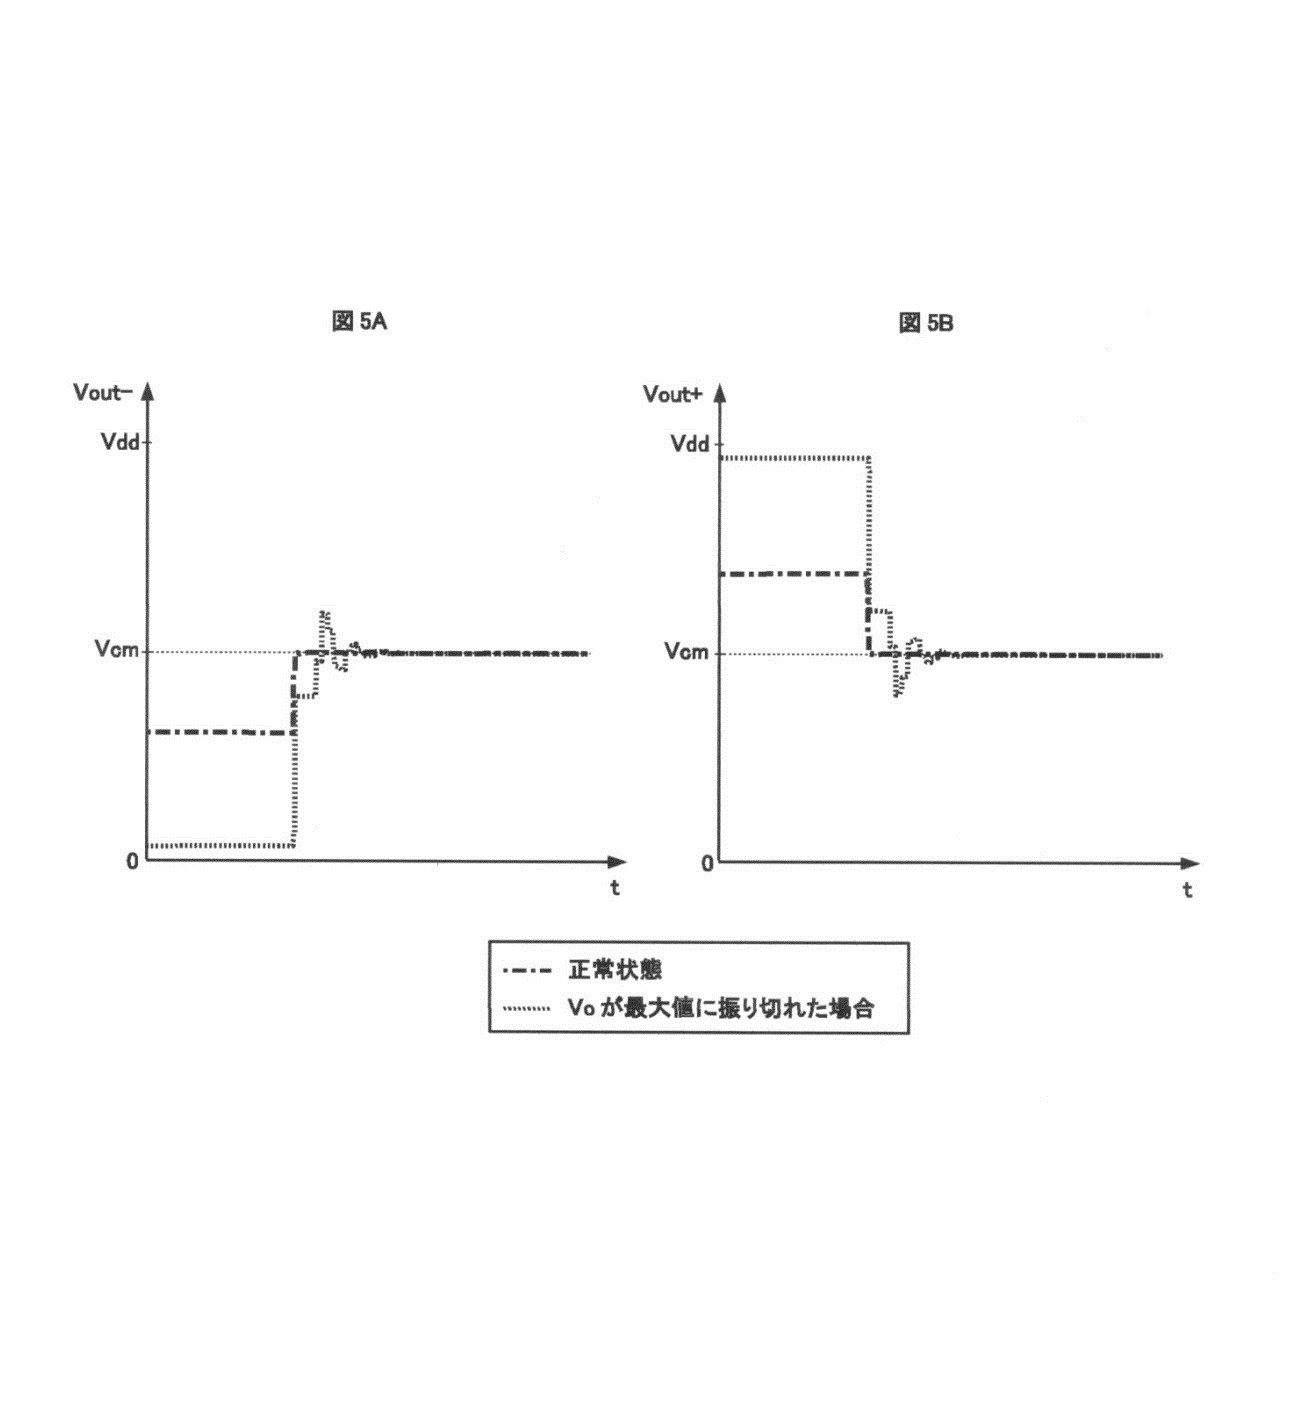 図 5A
Vout−
Vdd
Vcm
0
t
図 5B
Vout+
Vdd
Vcm
0
t
正常状態
Vo が最大値に振り切れた場合